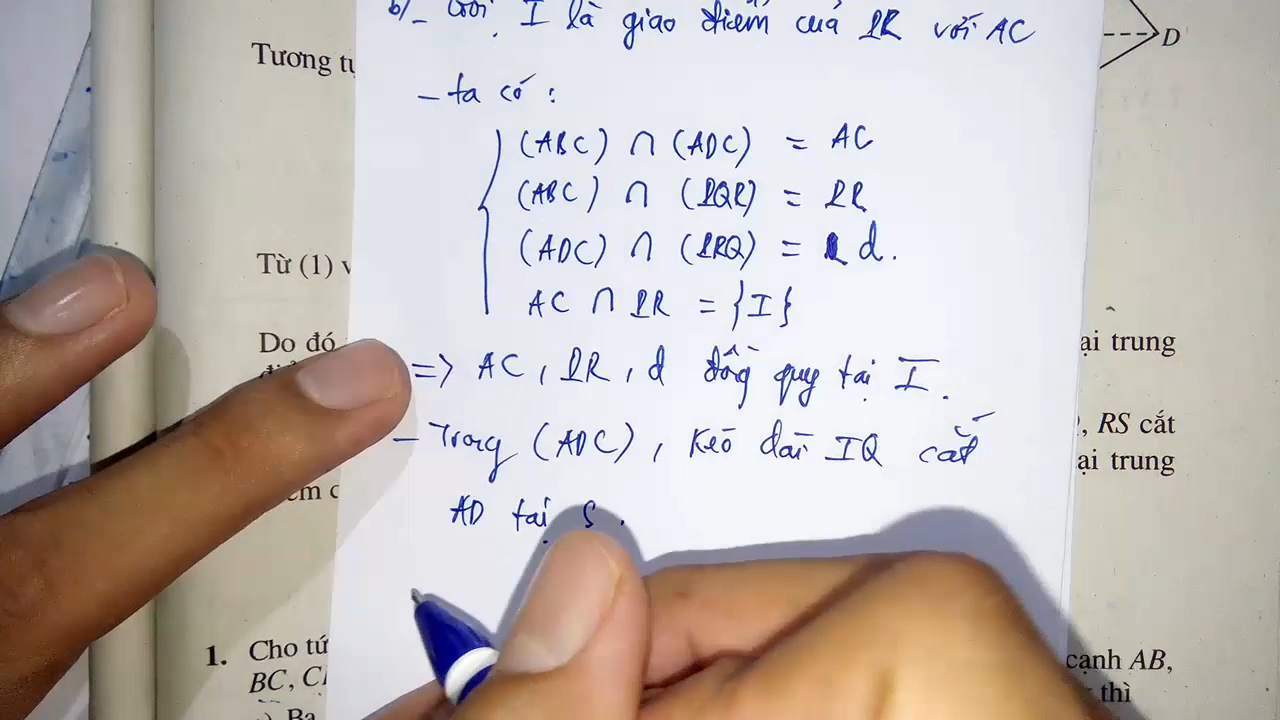 b/ - Gọi I là giao điểm của PR với AC
D
Tương tự
- ta có :
(ABC) ∩ (ADC) = AC
(ABC) ∩ (PQR) = PR
(ADC) ∩ (PRQ) = d.
AC ∩ PR = {I}
Từ (1) v
Do đó
ại trung
=> AC, PR, d đồng quy tại I.
, RS cắt
- Trong (ADC), kéo dài IQ cắt
ại trung
AD tại S.
1. Cho tứ
cạnh AB,
BC, C
thì
Ba